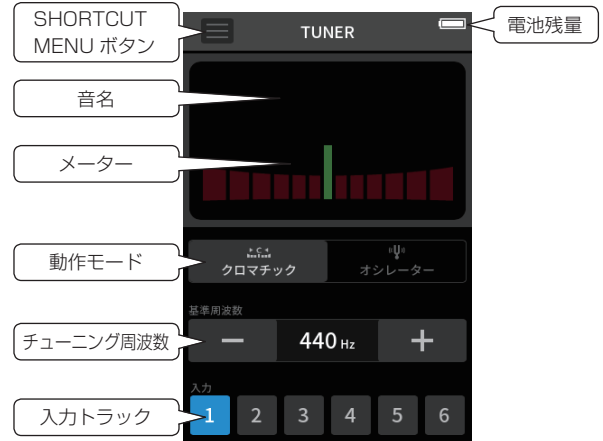 SHORTCUT
MENU ボタン
TUNER
電池残量
音名
メーター
動作モード
クロマチック
オシレーター
基準周波数
チューニング周波数
− 440 Hz +
入力
入力トラック
1 2 3 4 5 6